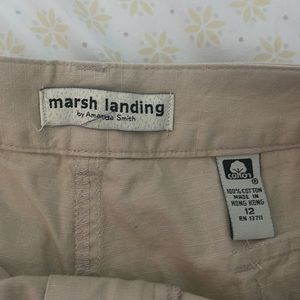 marsh landing
by Amanda Smith
cotton
100% COTTON
MADE IN
HONG KONG
12
RN 13711